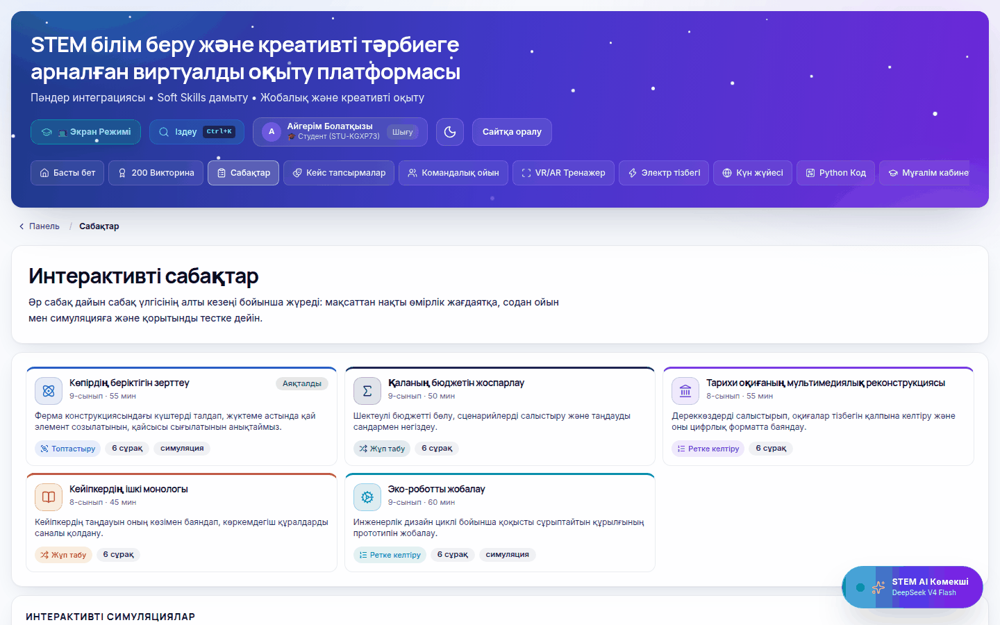 STEM білім беру және креативті тәрбиеге
арналған виртуалды оқыту платформасы
Пәндер интеграциясы • Soft Skills дамыту • Жобалық және креативті оқыту
📺 Экран Режимі
Іздеу Ctrl+K
А
Айгерім Болатқызы
🎓 Студент (STU-KGXP73)
Шығу
Сайтқа оралу
Басты бет
200 Викторина
Сабақтар
Кейс тапсырмалар
Командалық ойын
VR/AR Тренажер
Электр тізбегі
Күн жүйесі
Python Код
Мұғалім кабине
Панель / Сабақтар
Интерактивті сабақтар
Әр сабақ дайын сабақ үлгісінің алты кезеңі бойынша жүреді: мақсаттан нақты өмірлік жағдаятқа, содан ойын
мен симуляцияға және қорытынды тестке дейін.
Көпірдің беріктігін зерттеу
Аяқталды
9-сынып · 55 мин
Ферма конструкциясындағы күштерді талдап, жүктеме астында қай
элемент созылатынын, қайсысы сығылатынын анықтаймыз.
Топтастыру
6 сұрақ
симуляция
Қаланың бюджетін жоспарлау
9-сынып · 50 мин
Шектеулі бюджетті бөлу, сценарийлерді салыстыру және таңдауды
сандармен негіздеу.
Жұп табу
6 сұрақ
Тарихи оқиғаның мультимедиялық реконструкциясы
8-сынып · 55 мин
Дереккөздерді салыстырып, оқиғалар тізбегін қалпына келтіру және
оны цифрлық форматта баяндау.
Ретке келтіру
6 сұрақ
Кейіпкердің ішкі монологы
8-сынып · 45 мин
Кейіпкердің таңдауын оның көзімен баяндап, көркемдегіш құралдарды
саналы қолдану.
Жұп табу
6 сұрақ
Эко-роботты жобалау
9-сынып · 60 мин
Инженерлік дизайн циклі бойынша қоқысты сұрыптайтын құрылғының
прототипін жобалау.
Ретке келтіру
6 сұрақ
симуляция
STEM AI Көмекші
DeepSeek V4 Flash
ИНТЕРАКТИВТІ СИМУЛЯЦИЯЛАР